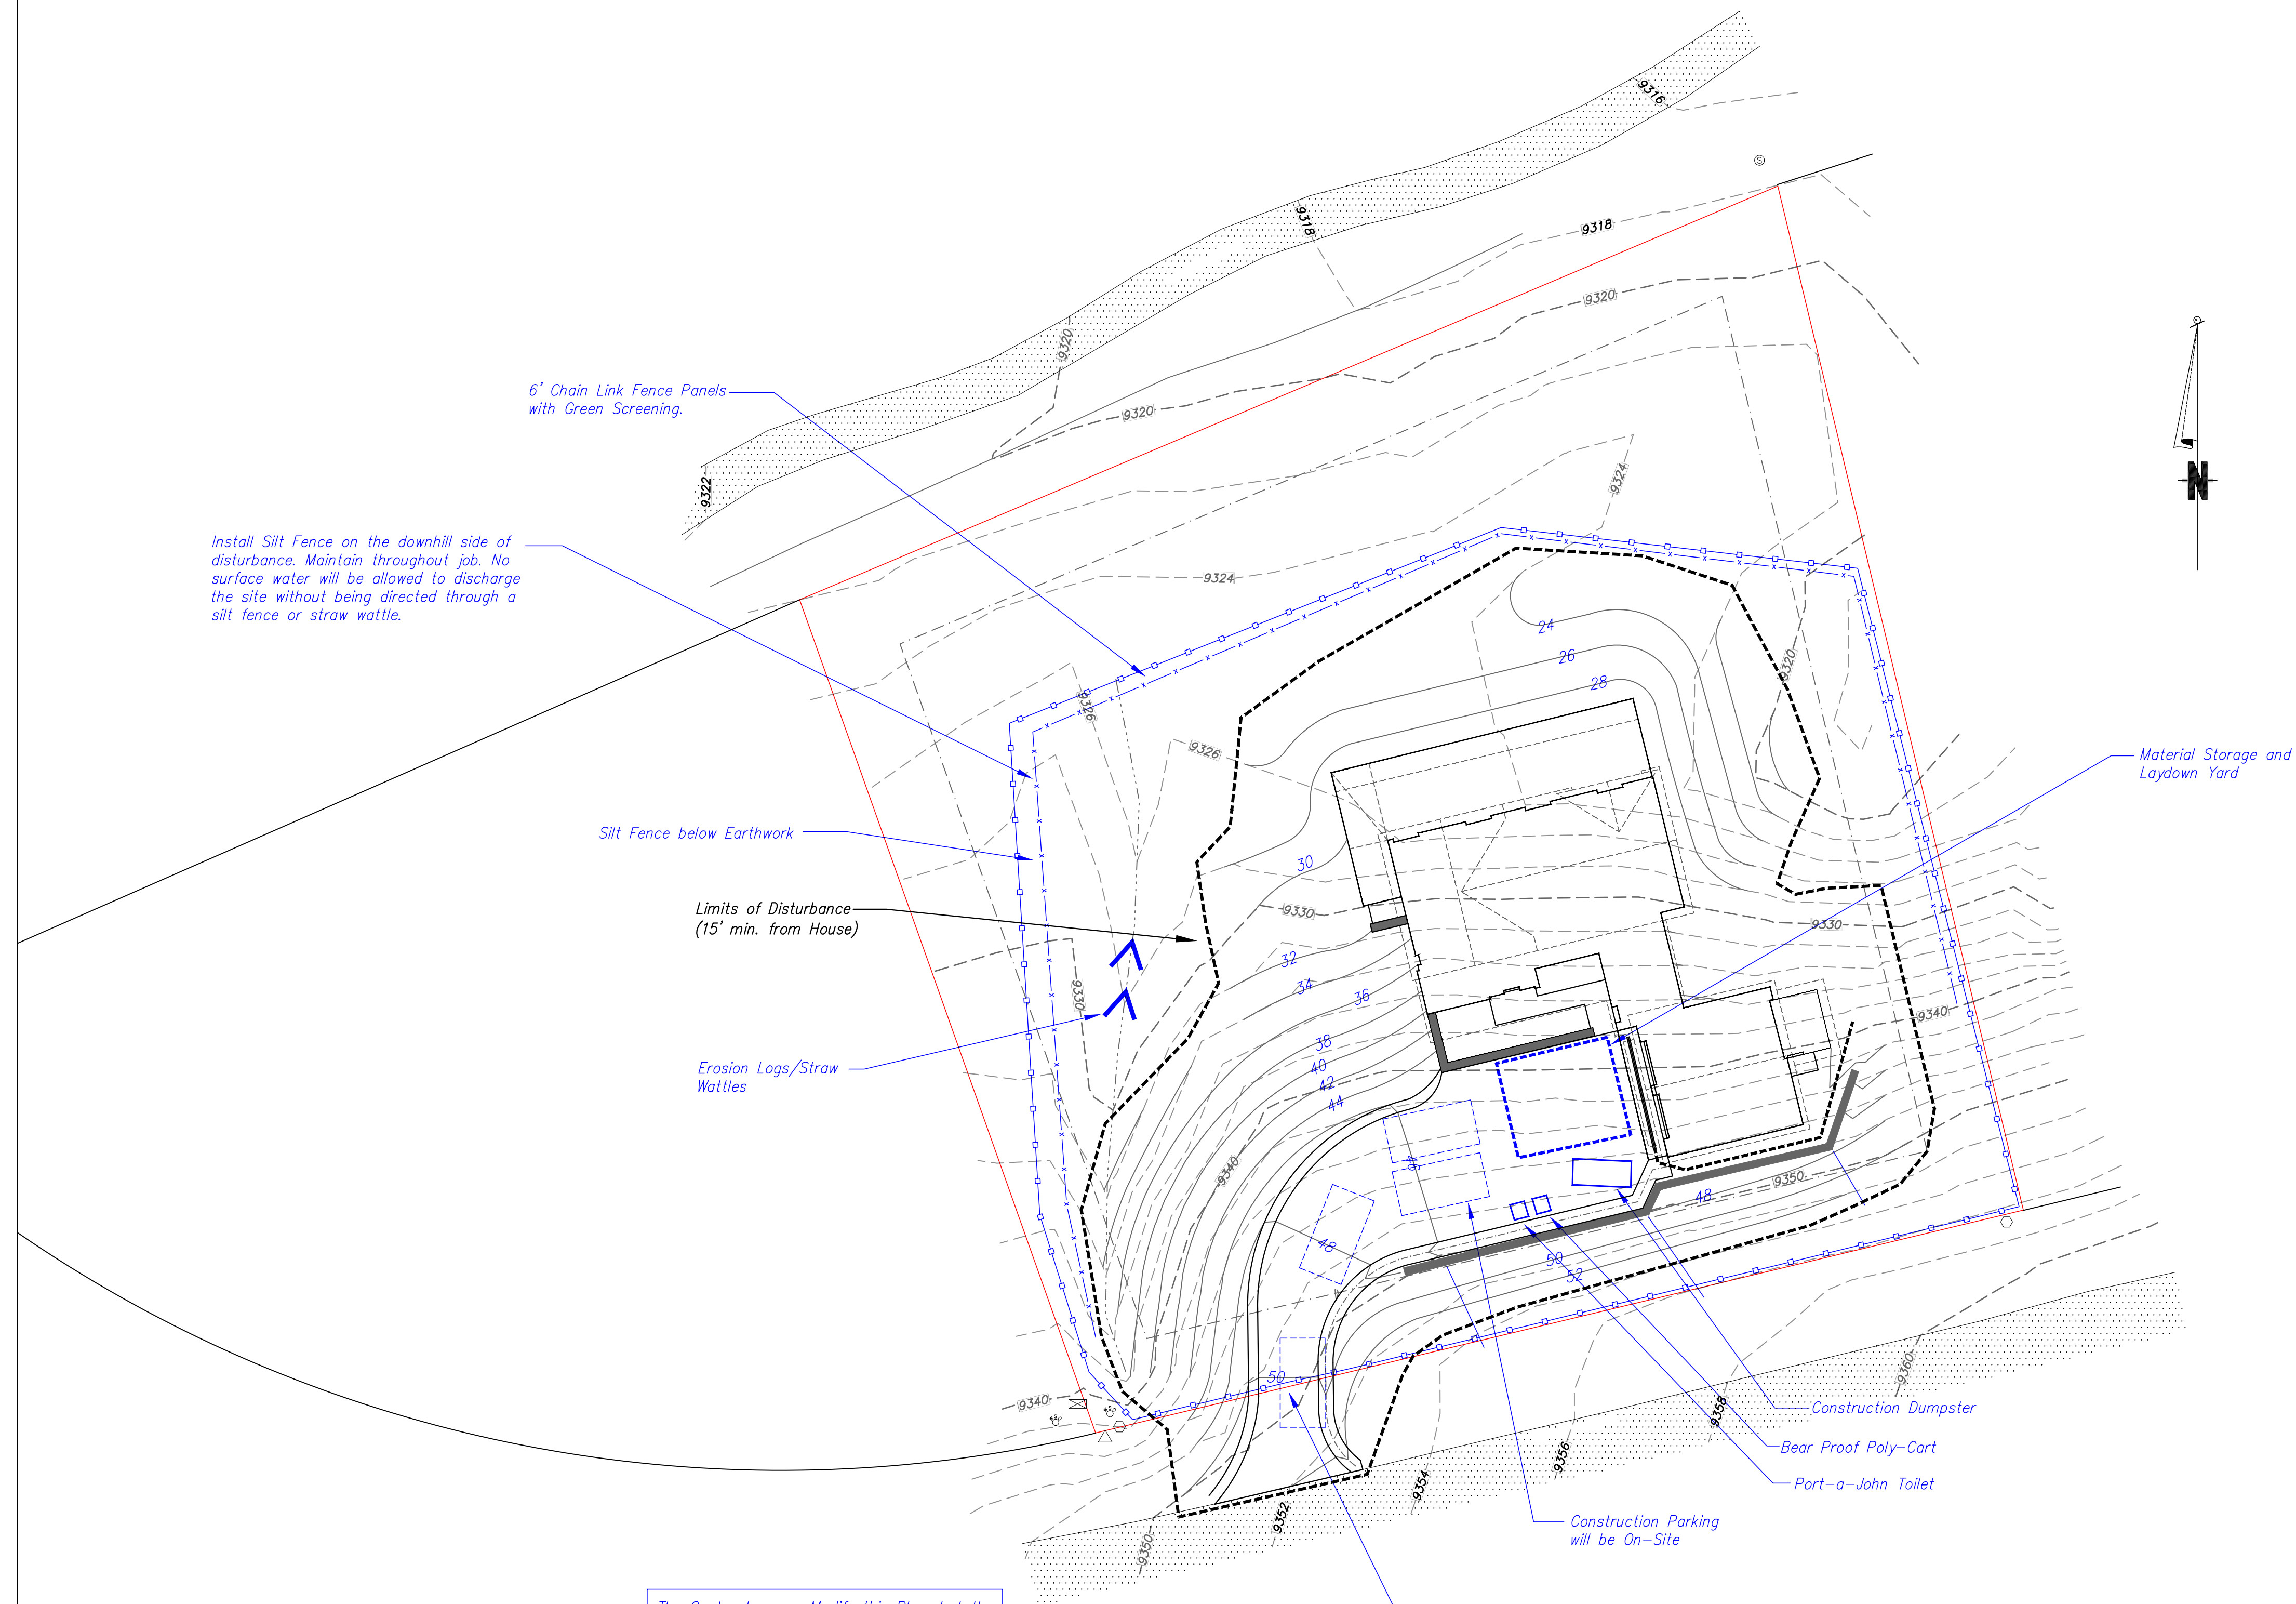 9316
S
9318
9318
9320
9320
9320
9322
6' Chain Link Fence Panels
with Green Screening.
N
9324
9324
Install Silt Fence on the downhill side of
disturbance. Maintain throughout job. No
surface water will be allowed to discharge
the site without being directed through a
silt fence or straw wattle.
24
26
28
9320
9326
9326
Material Storage and
Laydown Yard
Silt Fence below Earthwork
30
Limits of Disturbance
(15' min. from House)
9330
9330
32
34
36
9330
9340
38
40
42
44
Erosion Logs/Straw
Wattles
46
9340
9350
48
48
50
52
50
9340
9360
9358
Construction Dumpster
Bear Proof Poly-Cart
Port-a-John Toilet
9356
9354
9352
Construction Parking
will be On-Site
9350